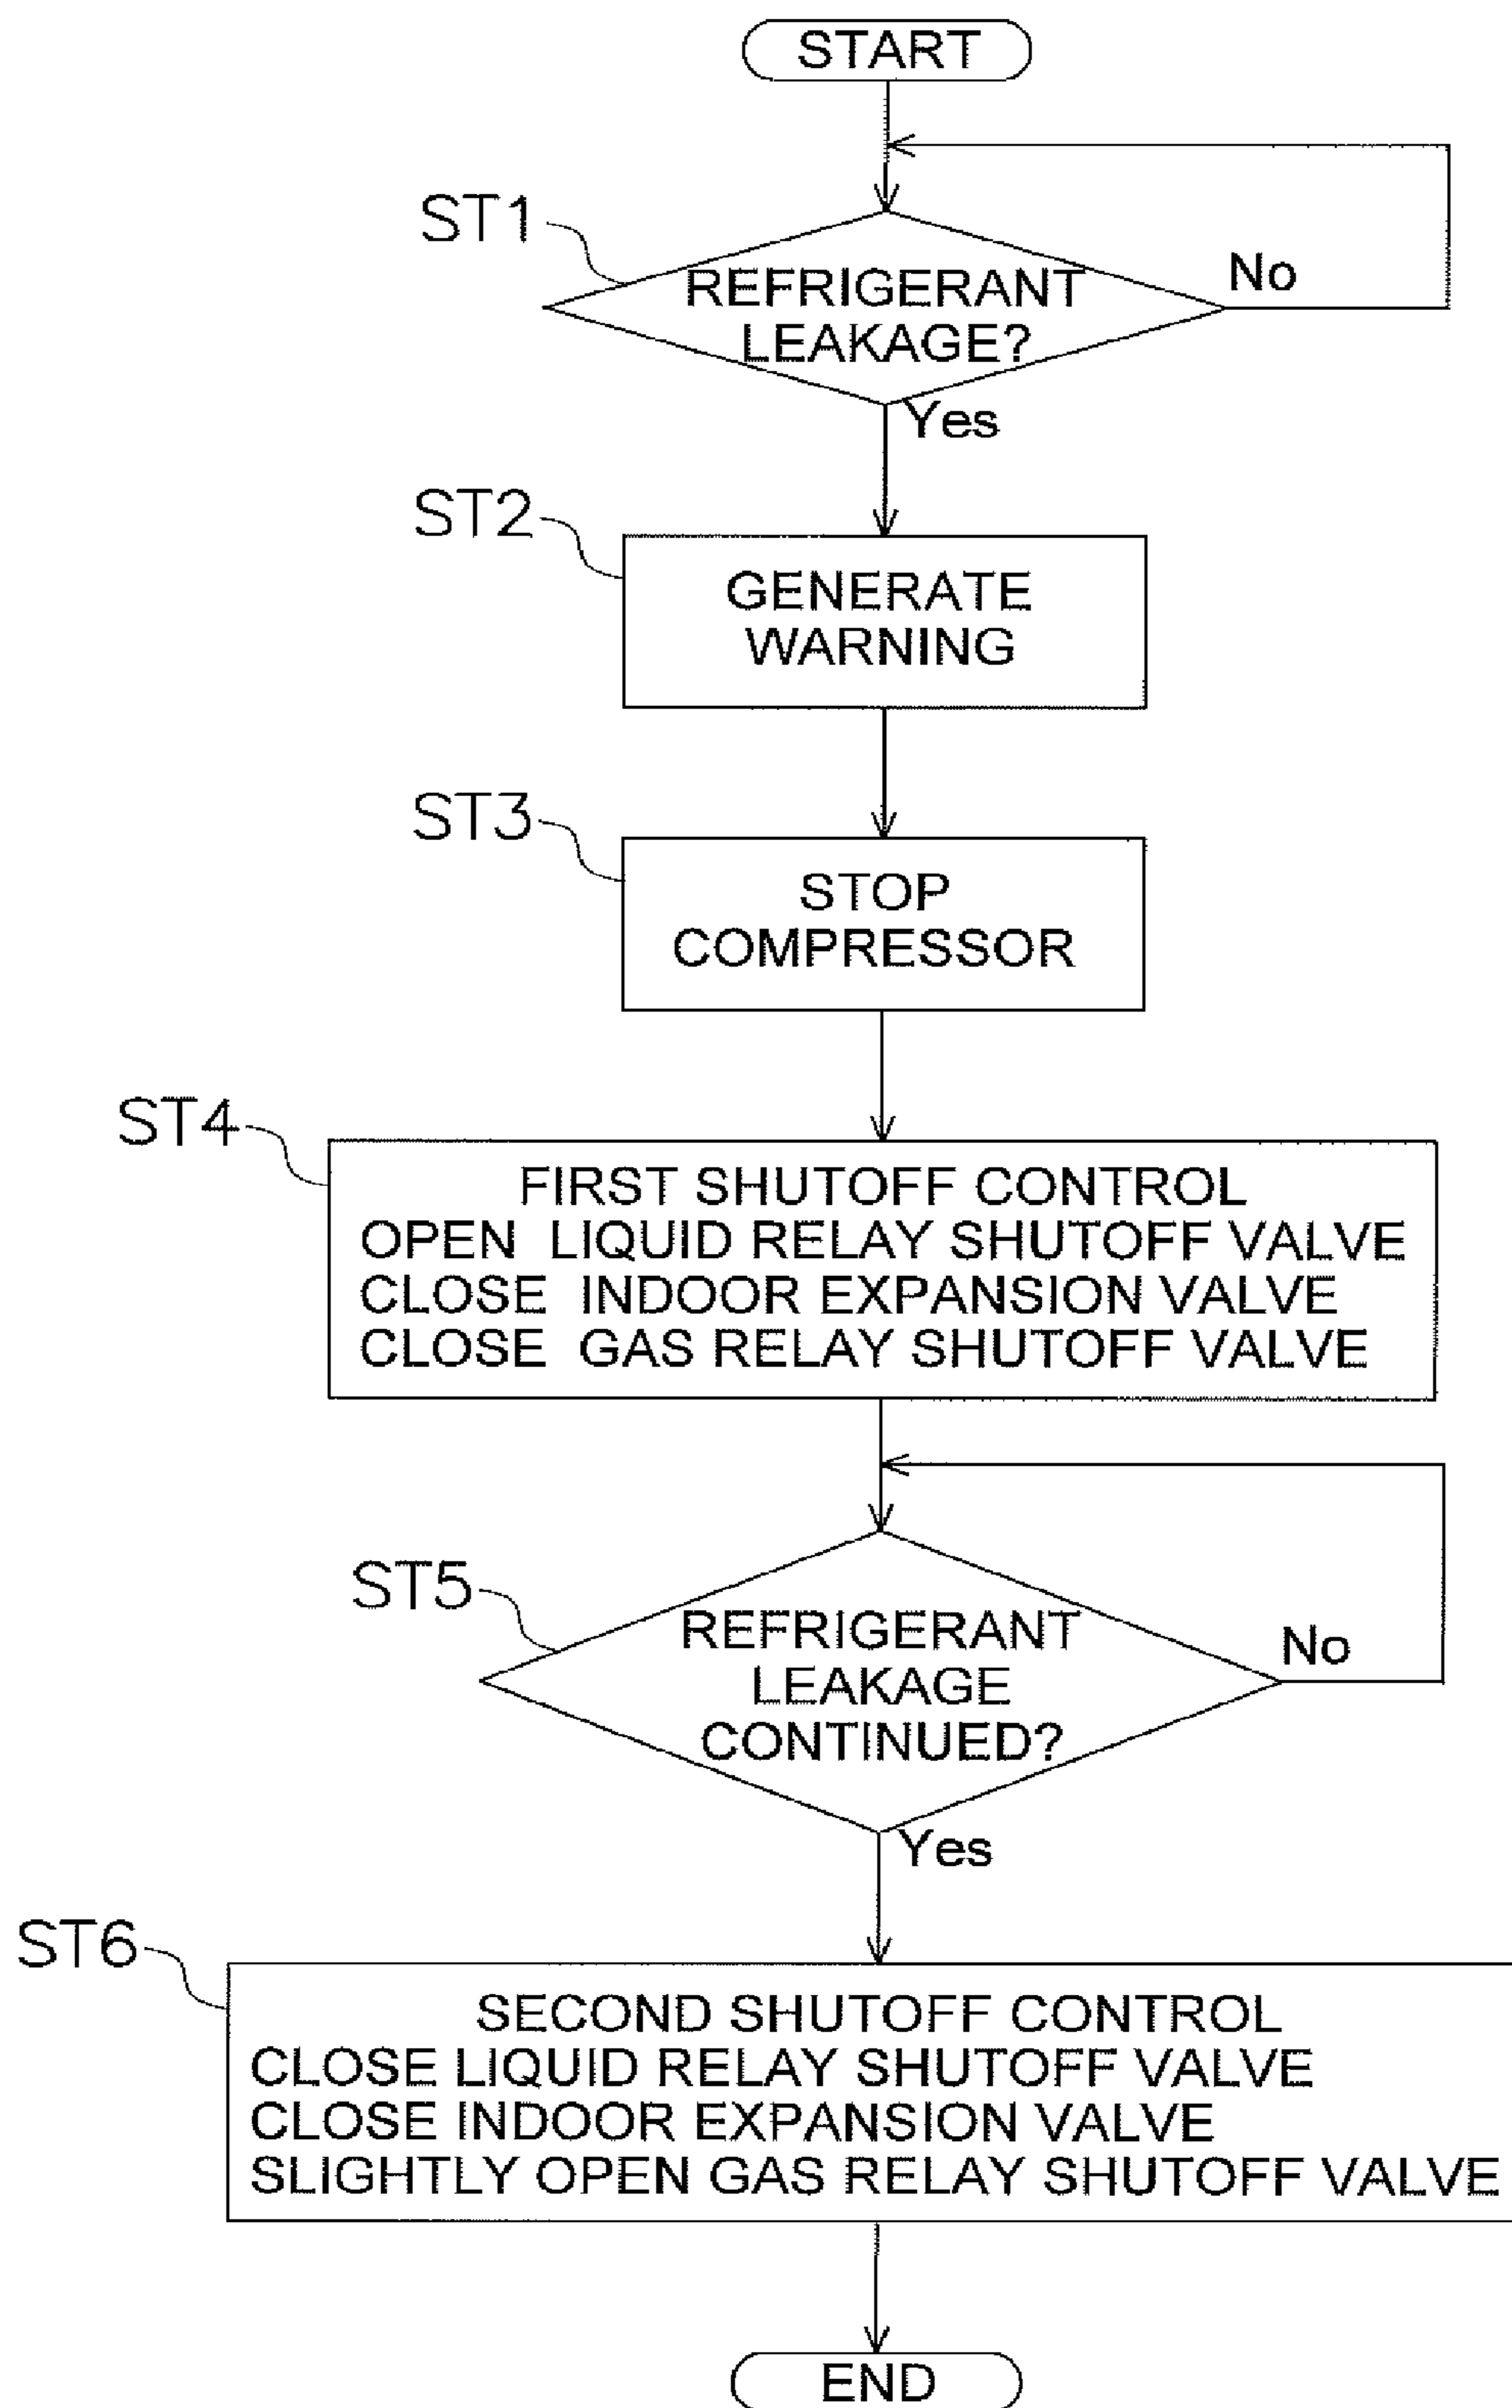 START
ST1
REFRIGERANT
LEAKAGE?
No
Yes
ST2
GENERATE
WARNING
ST3
STOP
COMPRESSOR
ST4
FIRST SHUTOFF CONTROL
OPEN LIQUID RELAY SHUTOFF VALVE
CLOSE INDOOR EXPANSION VALVE
CLOSE GAS RELAY SHUTOFF VALVE
ST5
REFRIGERANT
LEAKAGE
CONTINUED?
No
Yes
ST6
SECOND SHUTOFF CONTROL
CLOSE LIQUID RELAY SHUTOFF VALVE
CLOSE INDOOR EXPANSION VALVE
SLIGHTLY OPEN GAS RELAY SHUTOFF VALVE
END